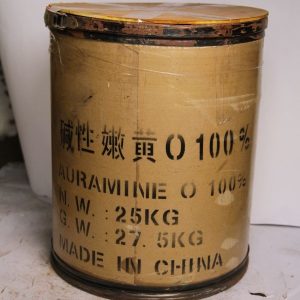 碱性嫩黄O 100%
AURAMINE O 100%
N. W. : 25KG
G. W. : 27. 5KG
MADE IN CHINA